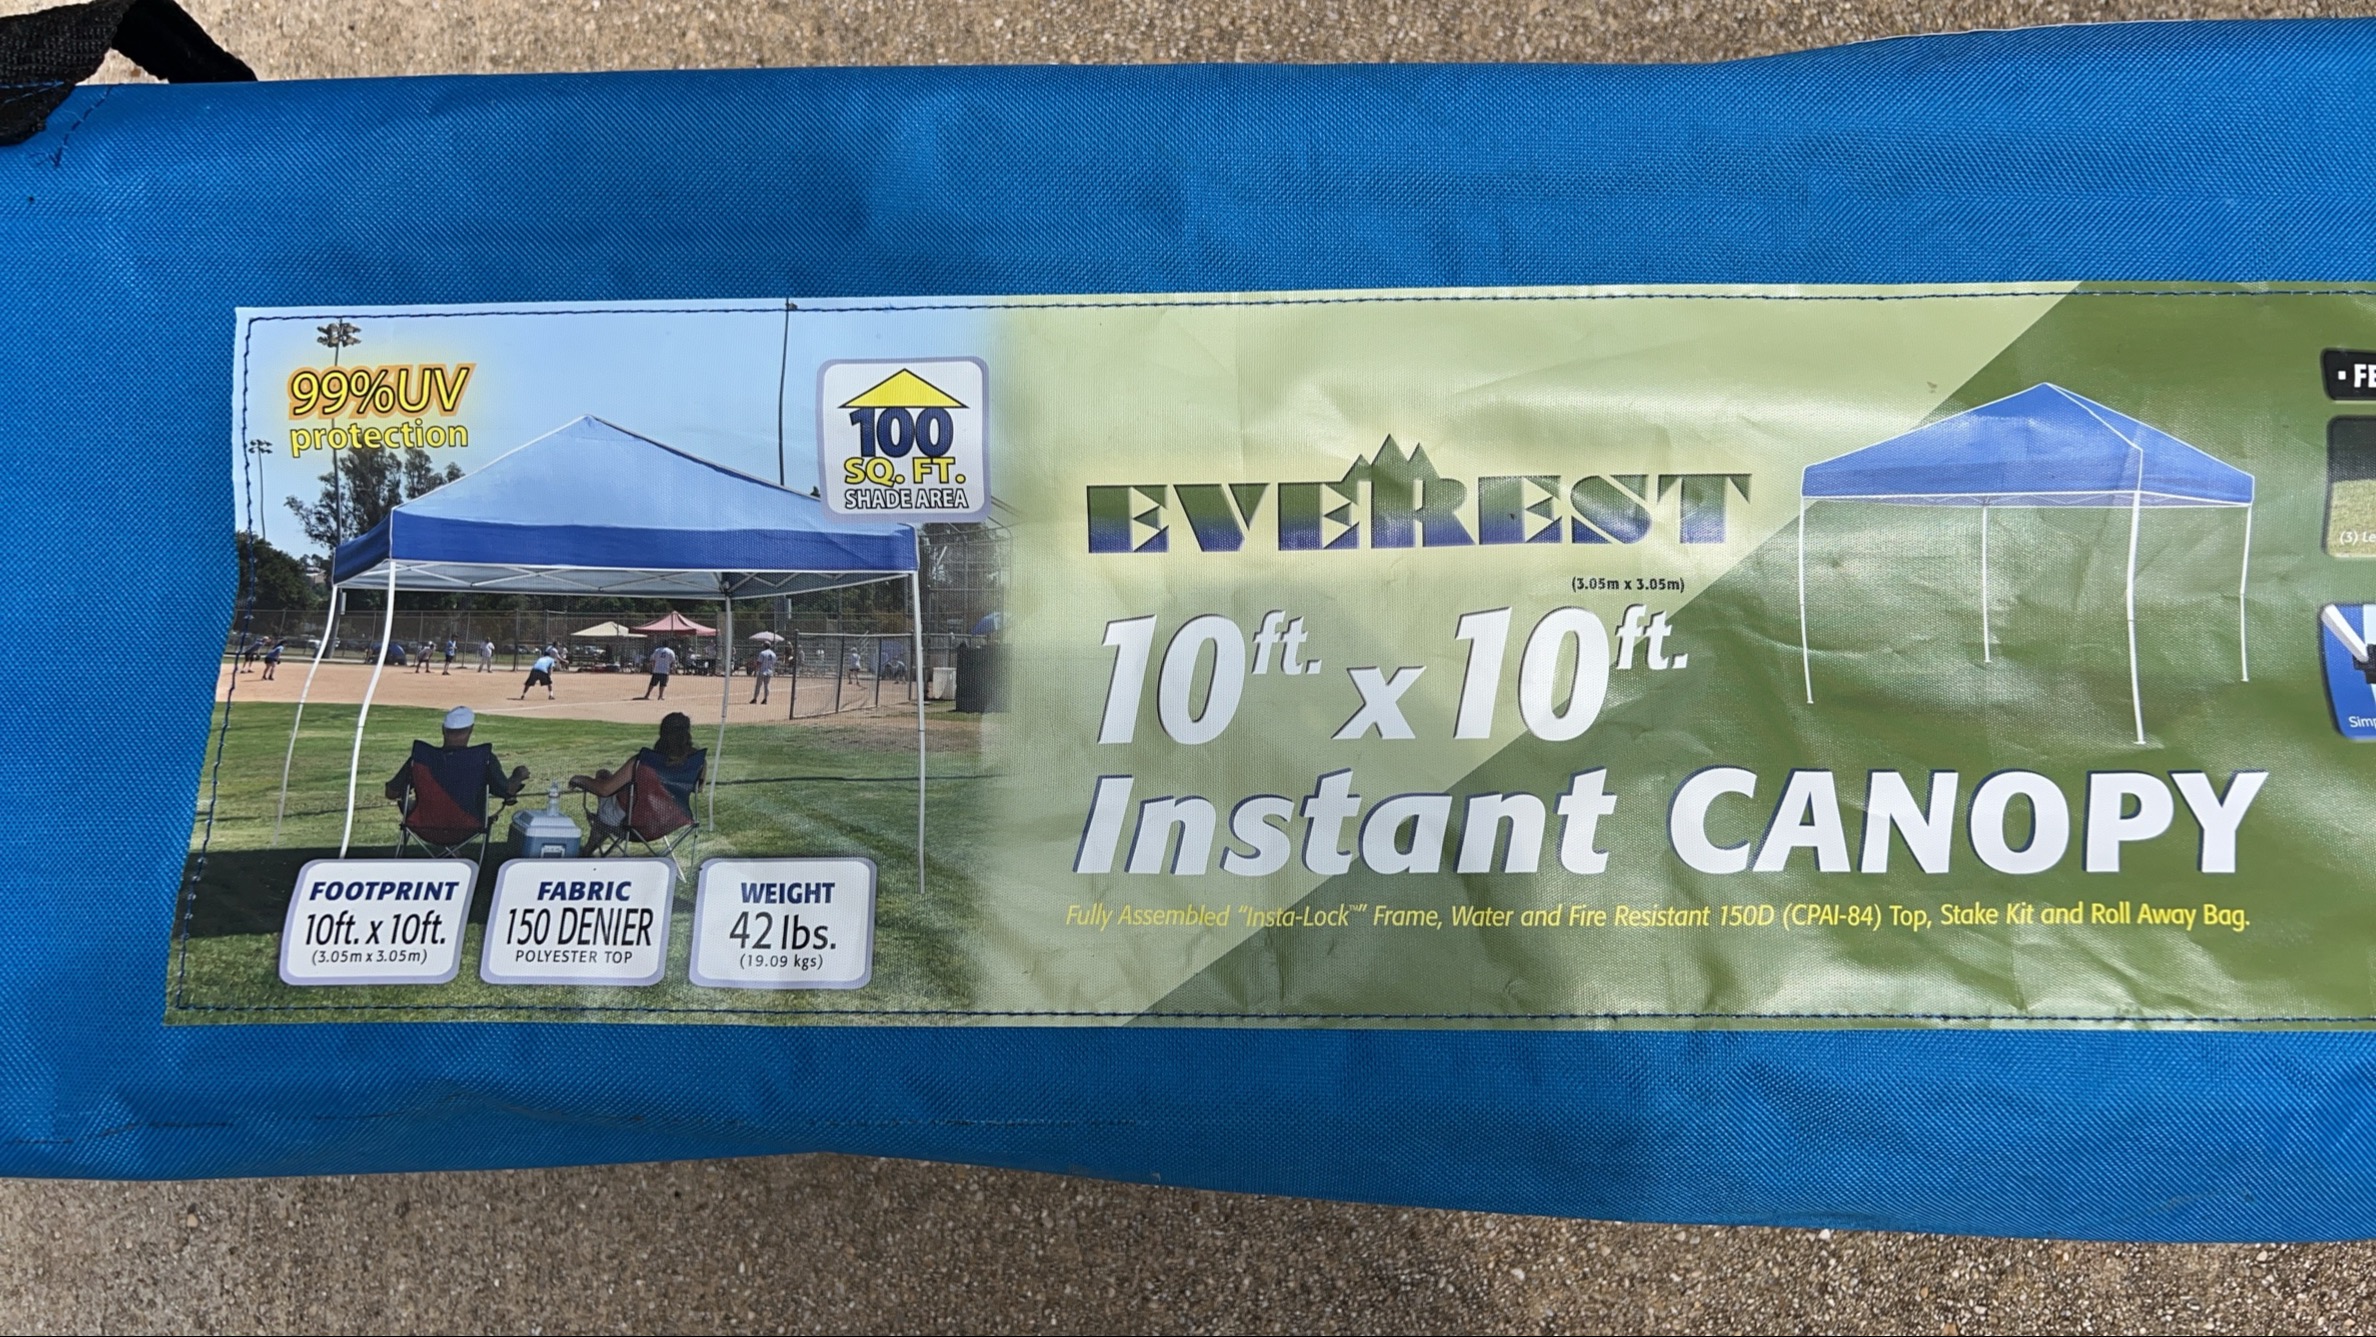 99%UV
protection
100
SQ. FT.
SHADE AREA
FOOTPRINT
10ft. x 10ft.
(3.05m x 3.05m)
FABRIC
150 DENIER
POLYESTER TOP
WEIGHT
42 lbs.
(19.09 kgs)
EVEREST
(3.05m x 3.05m)
10ft. x 10ft.
Instant CANOPY
Fully Assembled “Insta-Lock™” Frame, Water and Fire Resistant 150D (CPAI-84) Top, Stake Kit and Roll Away Bag.
(3)